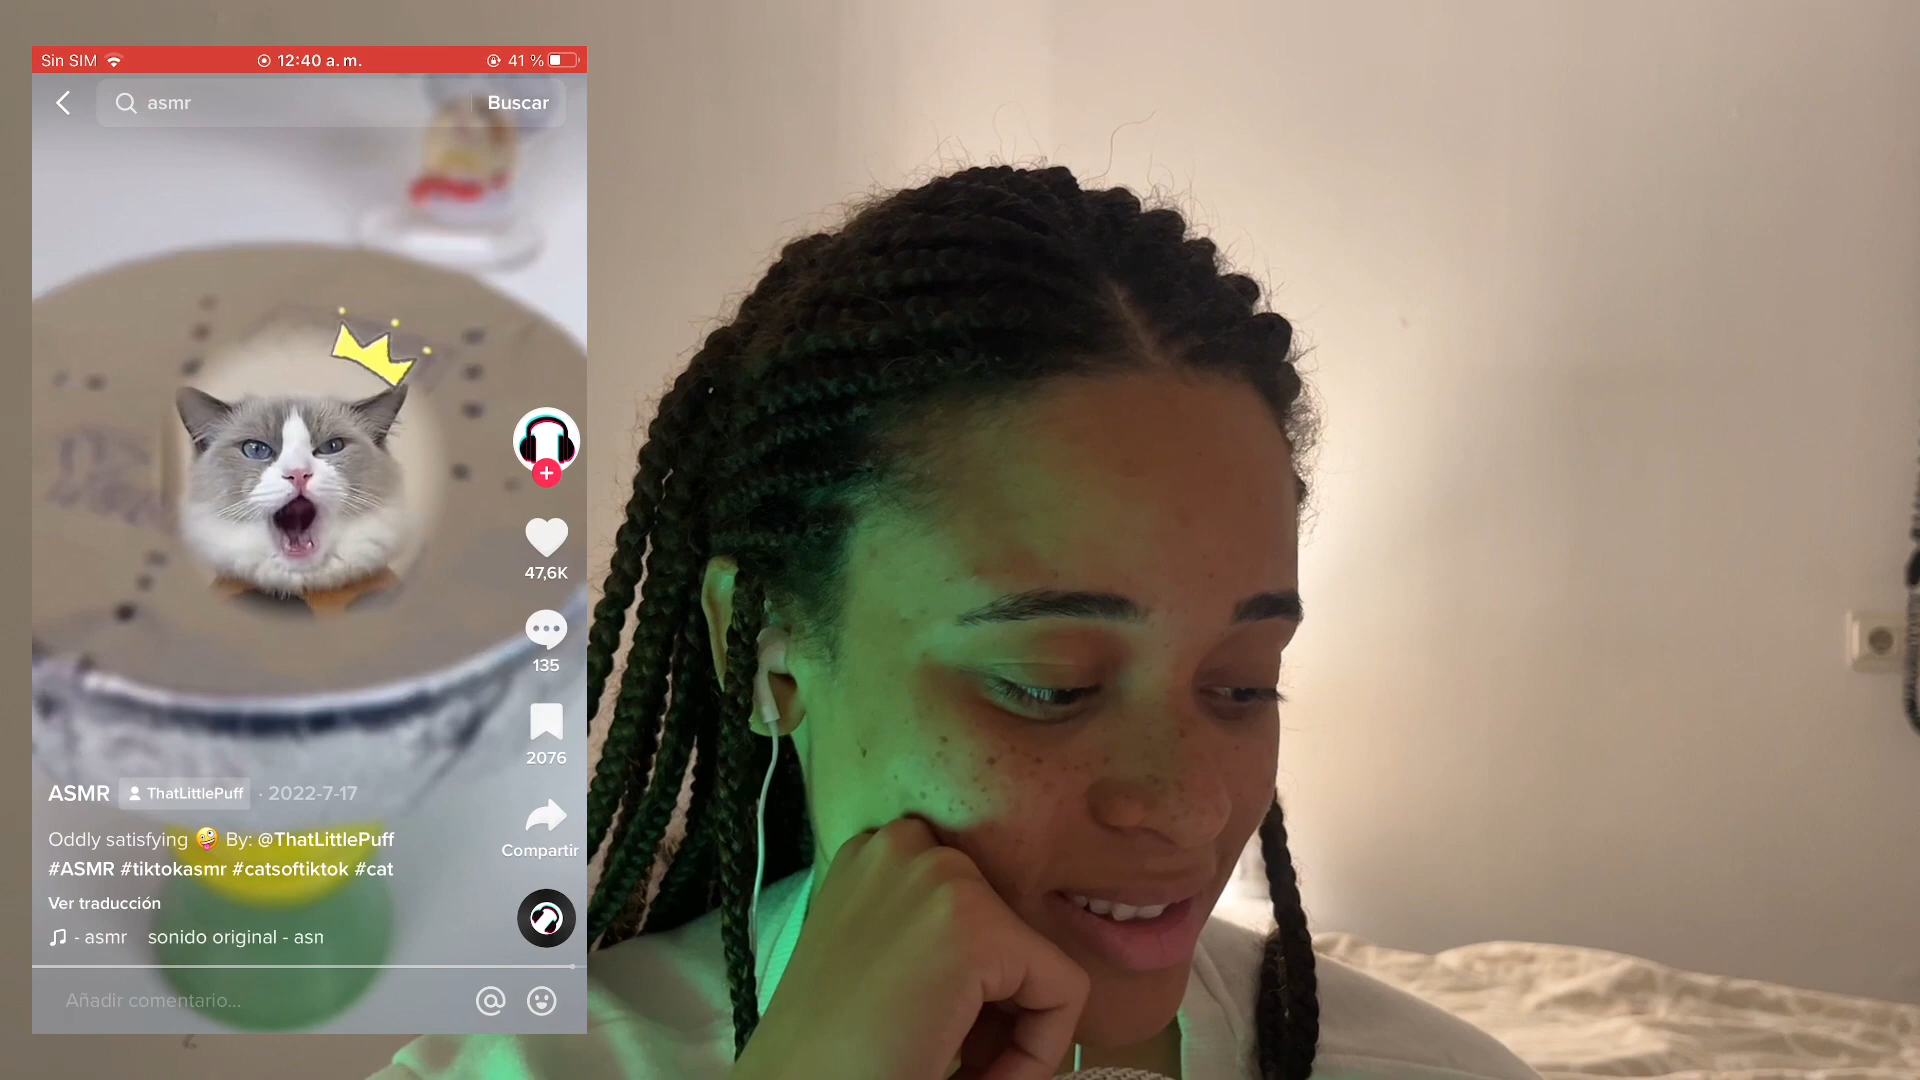 Sin SIM 12:40 a. m. 41 %
asmr Buscar
47,6K
135
2076
ASMR ThatLittlePuff · 2022-7-17
Compartir
Oddly satisfying 🤪 By: @ThatLittlePuff
#ASMR #tiktokasmr #catsoftiktok #cat
Ver traducción
- asmr sonido original - asn
Añadir comentario...